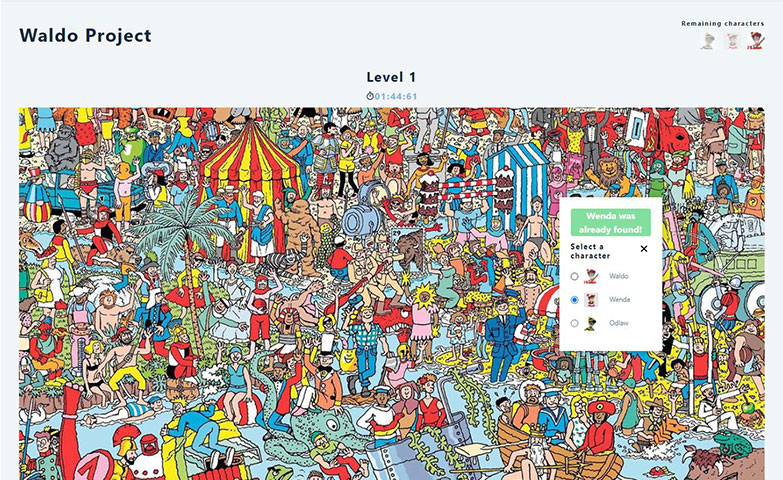 Remaining characters
Waldo Project
Level 1
01:44:61
Wenda was
already found!
Select a
character
Waldo
Wenda
Odlaw